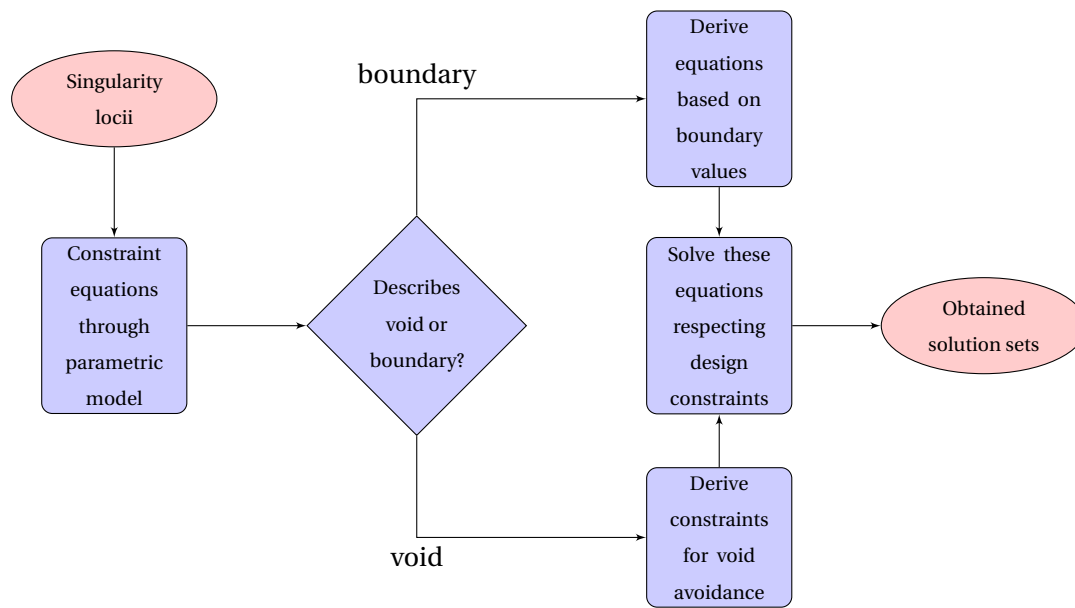 Singularity
locii
Constraint
equations
through
parametric
model
Describes
void or
boundary?
boundary
void
Derive
equations
based on
boundary
values
Solve these
equations
respecting
design
constraints
Derive
constraints
for void
avoidance
Obtained
solution sets